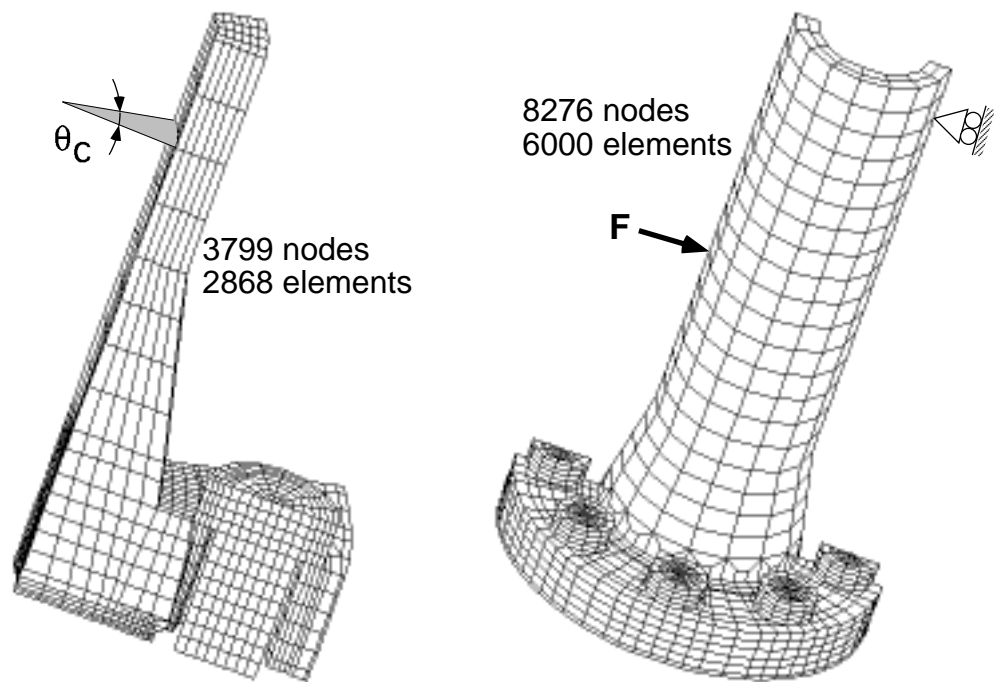 θC
3799 nodes
2868 elements
8276 nodes
6000 elements
F